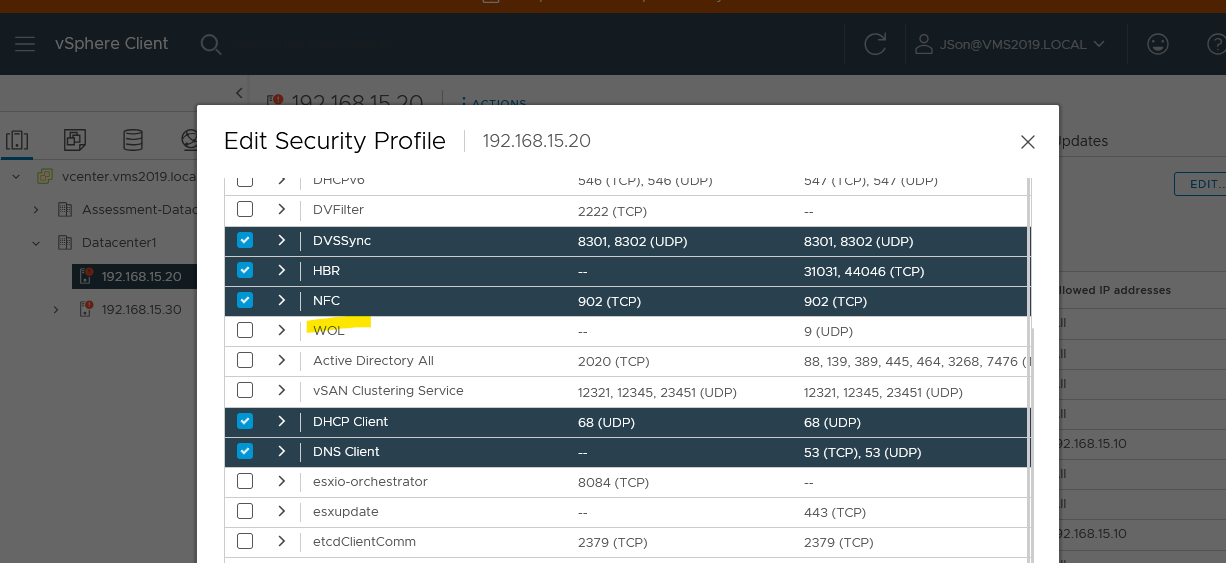 vSphere Client
JSon@VMS2019.LOCAL
192.168.15.20
ACTIONS
Updates
vcenter.vms2019.loca
Assessment-Datac
Datacenter1
192.168.15.20
192.168.15.30
EDIT...
llowed IP addresses
ll
ll
ll
ll
92.168.15.10
ll
ll
92.168.15.10
Edit Security Profile 192.168.15.20
DHCPv6 546 (TCP), 546 (UDP) 547 (TCP), 547 (UDP)
DVFilter 2222 (TCP) --
DVSSync 8301, 8302 (UDP) 8301, 8302 (UDP)
HBR -- 31031, 44046 (TCP)
NFC 902 (TCP) 902 (TCP)
WOL -- 9 (UDP)
Active Directory All 2020 (TCP) 88, 139, 389, 445, 464, 3268, 7476 (
vSAN Clustering Service 12321, 12345, 23451 (UDP) 12321, 12345, 23451 (UDP)
DHCP Client 68 (UDP) 68 (UDP)
DNS Client -- 53 (TCP), 53 (UDP)
esxio-orchestrator 8084 (TCP) --
esxupdate -- 443 (TCP)
etcdClientComm 2379 (TCP) 2379 (TCP)